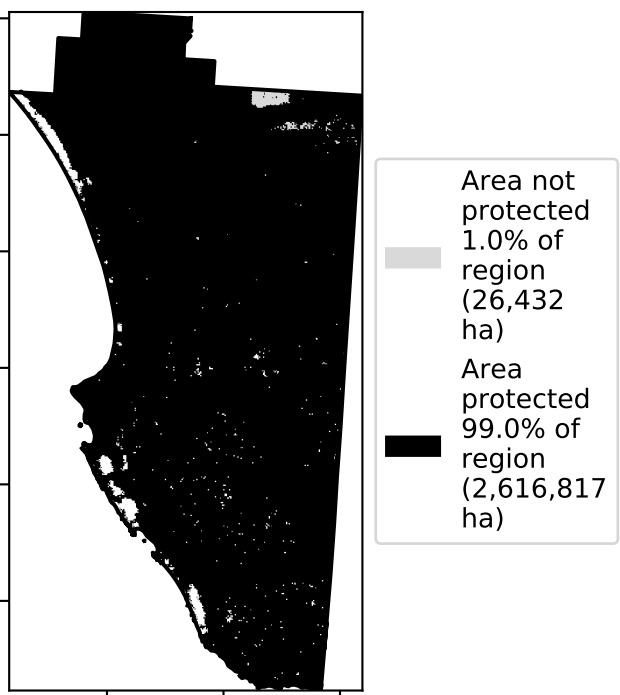 Area not
protected
1.0% of
region
(26,432
ha)
Area
protected
99.0% of
region
(2,616,817
ha)